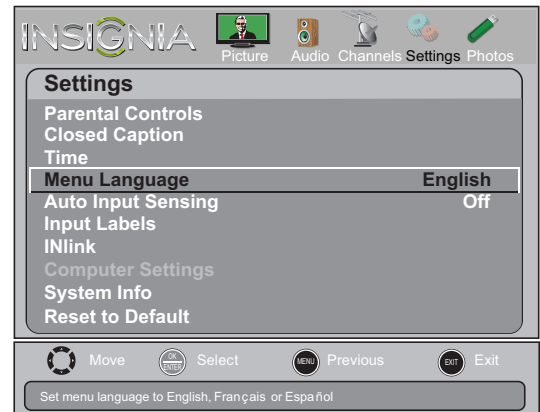 INSIGNIA
Picture Audio Channels Settings Photos
Settings
Parental Controls
Closed Caption
Time
Menu Language English
Auto Input Sensing Off
Input Labels
INlink
Computer Settings
System Info
Reset to Default
Move OK ENTER Select MENU Previous EXIT Exit
Set menu language to English, Français or Español